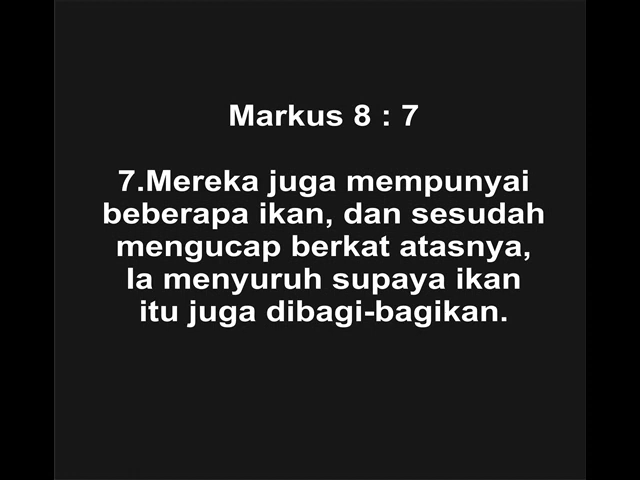 Markus 8 : 7
7.Mereka juga mempunyai
beberapa ikan, dan sesudah
mengucap berkat atasnya,
Ia menyuruh supaya ikan
itu juga dibagi-bagikan.